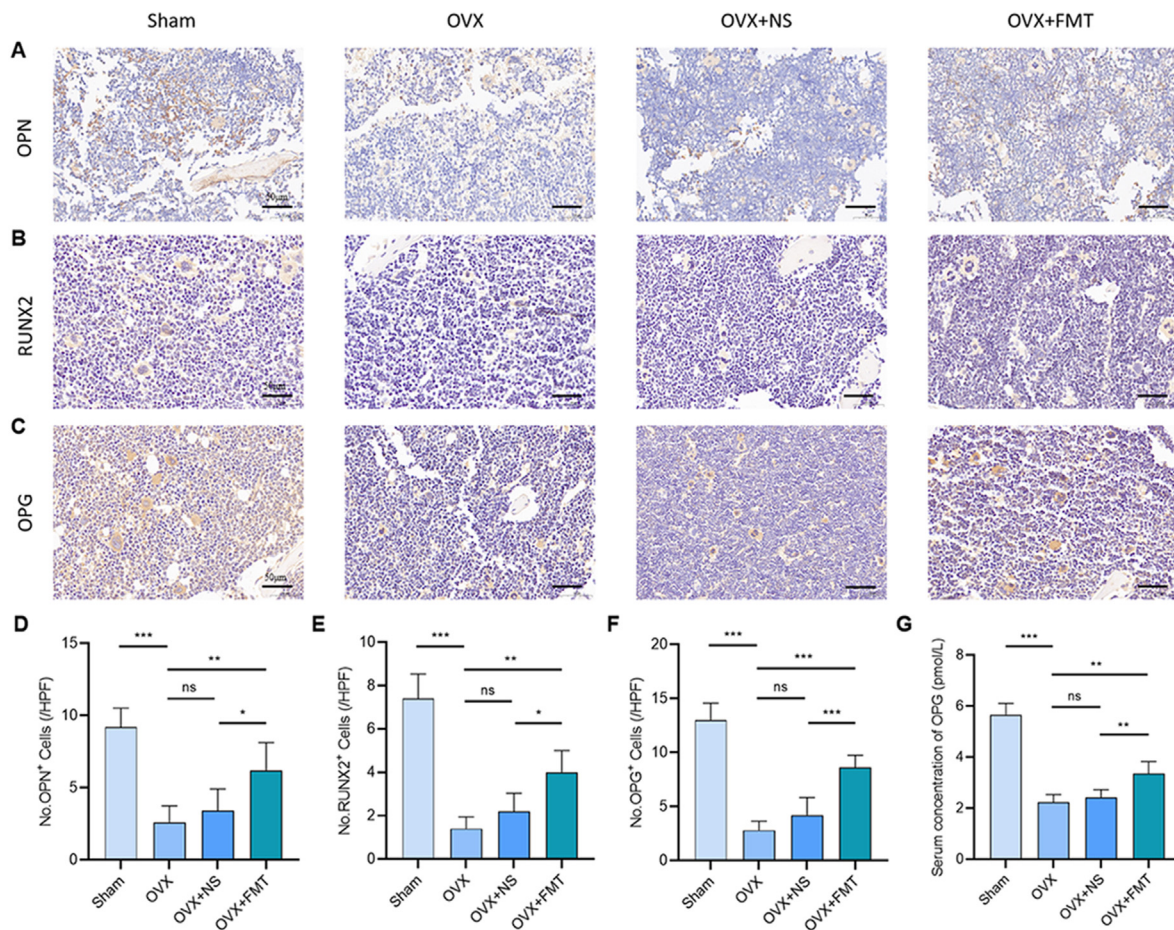 Sham OVX OVX+NS OVX+FMT
A
OPN
50μm
B
RUNX2
C
OPG
50μm
D
No.OPN⁺ Cells (/HPF)
15
10
5
0
***
**
ns
*
Sham OVX OVX+NS OVX+FMT
E
No.RUNX2⁺ Cells (/HPF)
10
8
6
4
2
0
***
**
ns
*
Sham OVX OVX+NS OVX+FMT
F
No.OPG⁺ Cells (/HPF)
20
15
10
5
0
***
***
ns
***
Sham OVX OVX+NS OVX+FMT
G
Serum concentration of OPG (pmol/L)
8
6
4
2
0
***
**
ns
**
Sham OVX OVX+NS OVX+FMT